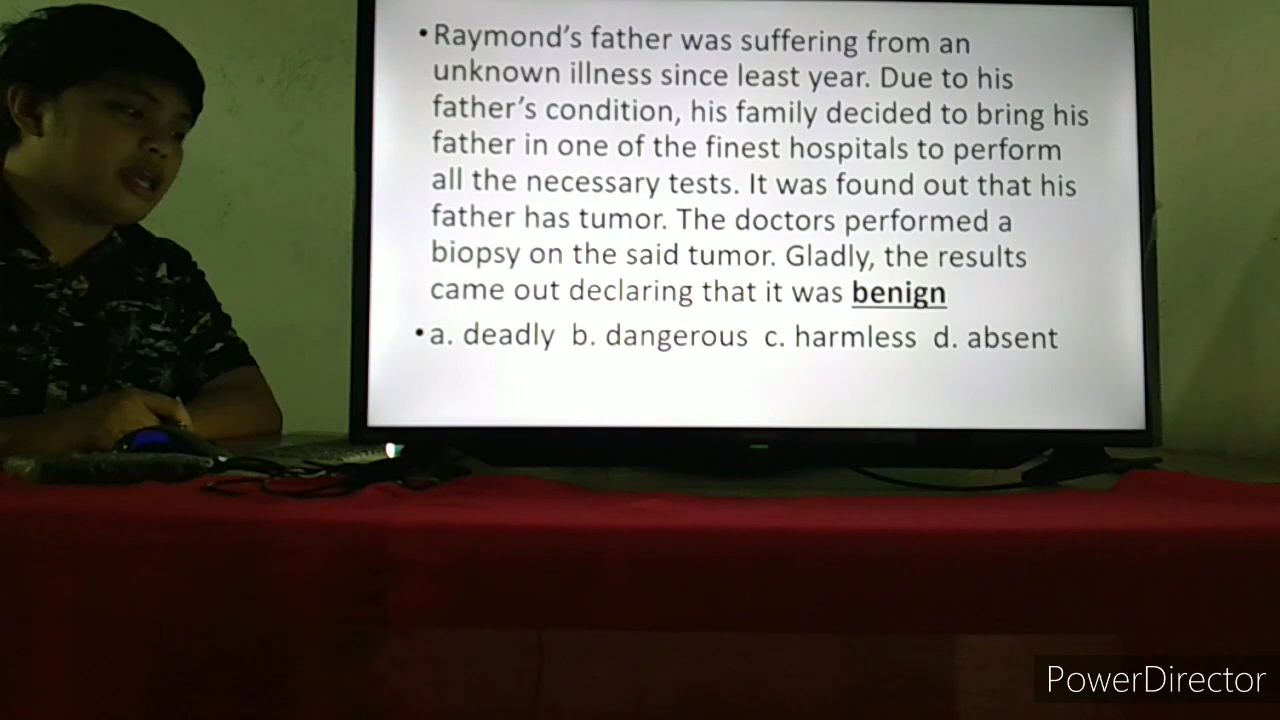 •Raymond's father was suffering from an
unknown illness since least year. Due to his
father's condition, his family decided to bring his
father in one of the finest hospitals to perform
all the necessary tests. It was found out that his
father has tumor. The doctors performed a
biopsy on the said tumor. Gladly, the results
came out declaring that it was benign
•a. deadly b. dangerous c. harmless d. absent
PowerDirector